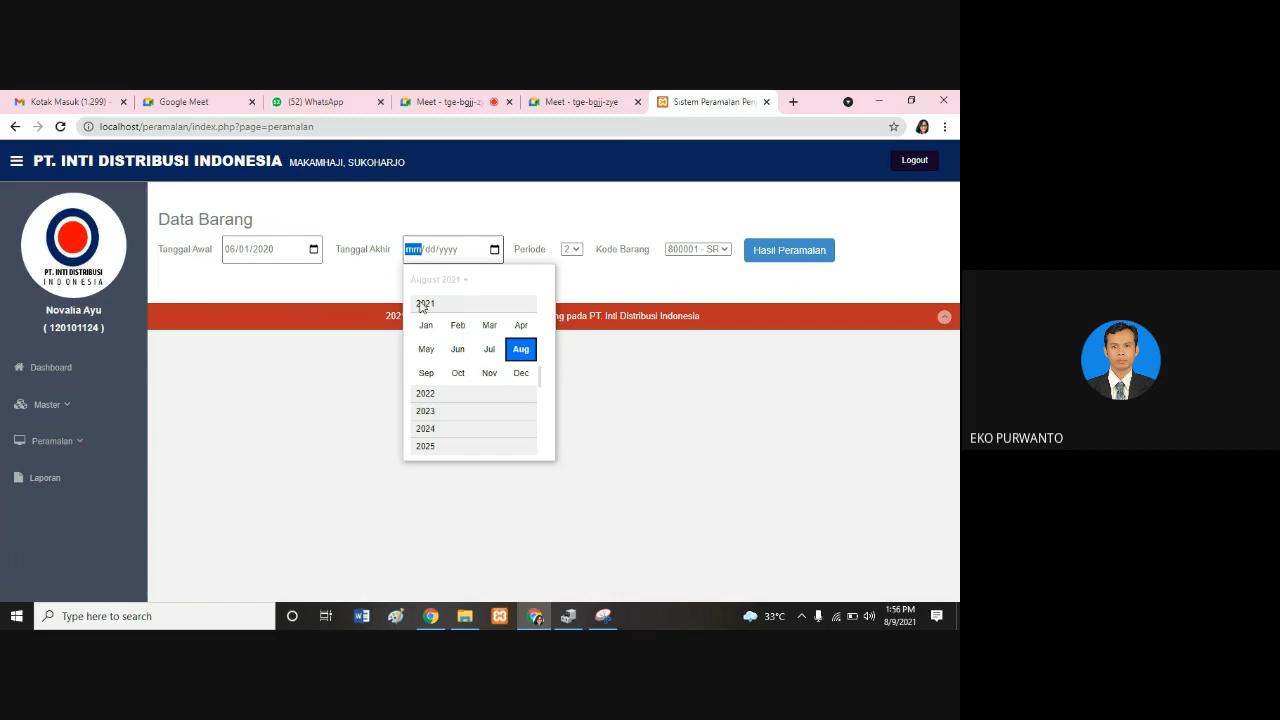 Kotak Masuk (1.299) -
Google Meet
(52) WhatsApp
Meet - tge-bgjj-zy
Meet - tge-bgjj-zye
Sistem Peramalan Pen
localhost/peramalan/index.php?page=peramalan
PT. INTI DISTRIBUSI INDONESIA MAKAMHAJI, SUKOHARJO
Logout
PT. INTI DISTRIBUSI
INDONESIA
Novalia Ayu
( 120101124 )
Dashboard
Master
Peramalan
Laporan
Data Barang
Tanggal Awal 06/01/2020 Tanggal Akhir mm/dd/yyyy Periode 2 Kode Barang 800001 - SR Hasil Peramalan
August 2021
2021
Jan Feb Mar Apr
May Jun Jul Aug
Sep Oct Nov Dec
2022
2023
2024
2025
2021 ng pada PT. Inti Distribusi Indonesia
EKO PURWANTO
Type here to search
33°C
1:56 PM
8/9/2021